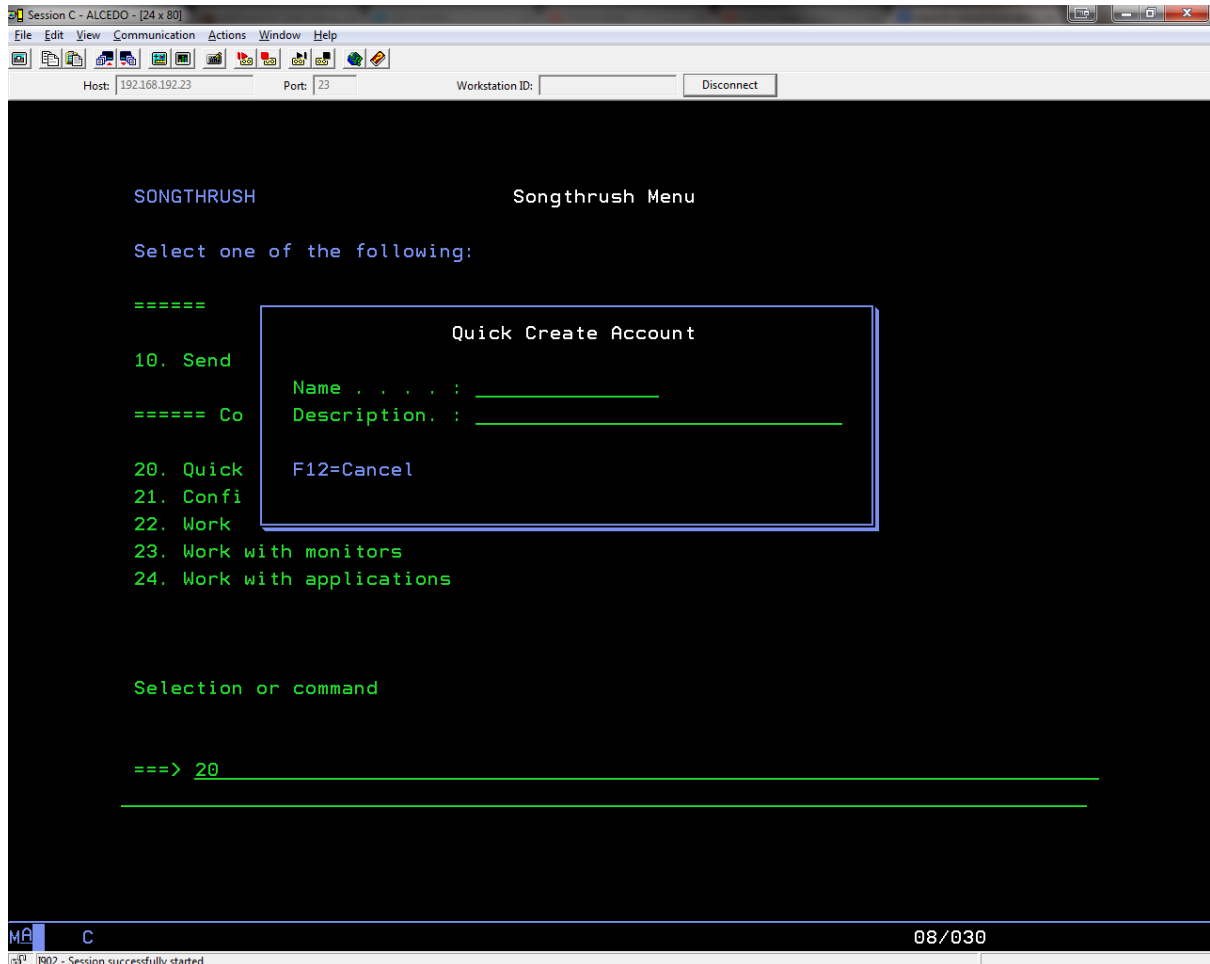 Session C - ALCEDO - [24 x 80]
File Edit View Communication Actions Window Help
Host: 192.168.192.23 Port: 23 Workstation ID: Disconnect
SONGTHRUSH Songthrush Menu
Select one of the following:
======
Quick Create Account
10. Send
Name . . . . :
====== Co Description. :
20. Quick F12=Cancel
21. Confi
22. Work
23. Work with monitors
24. Work with applications
Selection or command
===> 20
MA C 08/030
I902 - Session successfully started